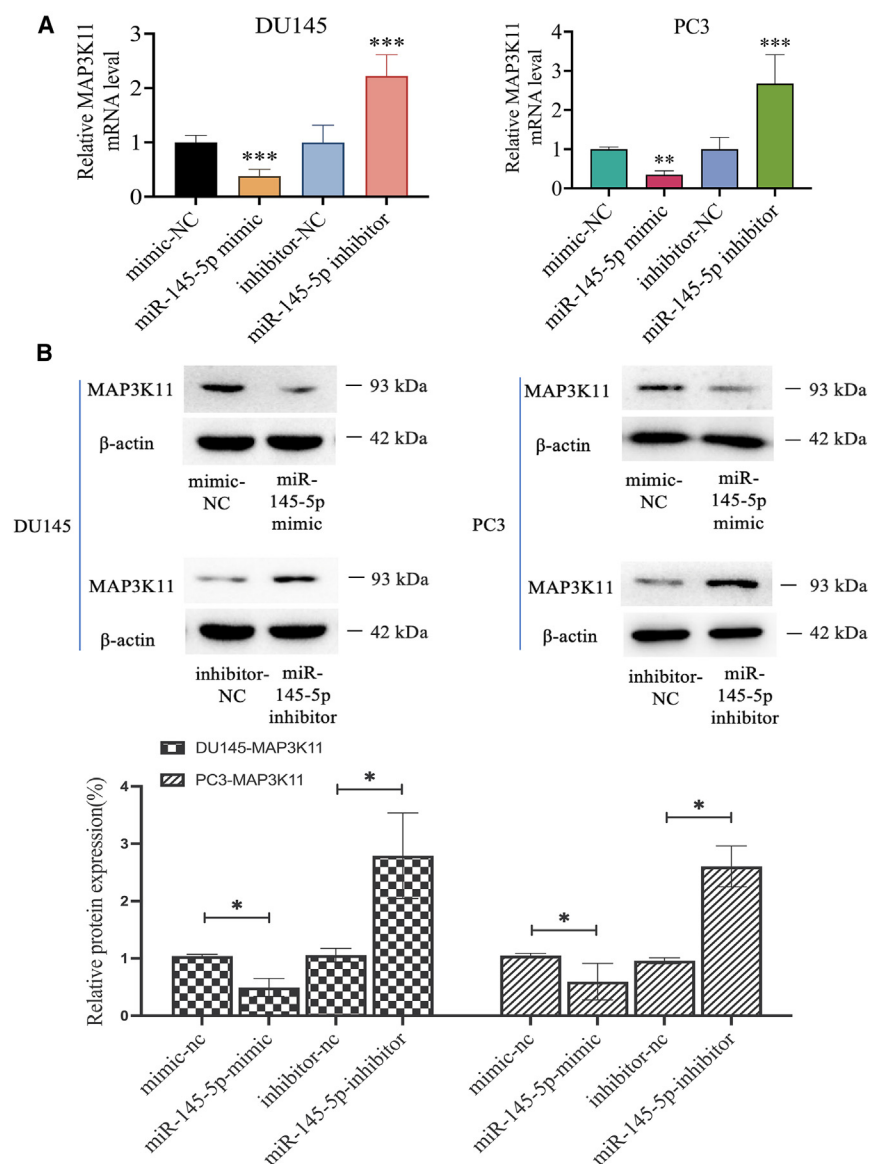 A
DU145
Relative MAP3K11
mRNA leval
3
2
1
0
***
***
mimic-NC
miR-145-5p mimic
inhibitor-NC
miR-145-5p inhibitor
PC3
Relative MAP3K11
mRNA leval
4
3
2
1
0
**
***
mimic-NC
miR-145-5p mimic
inhibitor-NC
miR-145-5p inhibitor
B
DU145
MAP3K11
93 kDa
β-actin
42 kDa
mimic-
NC
miR-
145-5p
mimic
MAP3K11
93 kDa
β-actin
42 kDa
inhibitor-
NC
miR-
145-5p
inhibitor
PC3
MAP3K11
93 kDa
β-actin
42 kDa
mimic-
NC
miR-
145-5p
mimic
MAP3K11
93 kDa
β-actin
42 kDa
inhibitor-
NC
miR-
145-5p
inhibitor
DU145-MAP3K11
PC3-MAP3K11
Relative protein expression(%)
4
3
2
1
0
*
*
*
*
mimic-nc
miR-145-5p-mimic
inhibitor-nc
miR-145-5p-inhibitor
mimic-nc
miR-145-5p-mimic
inhibitor-nc
miR-145-5p-inhibitor